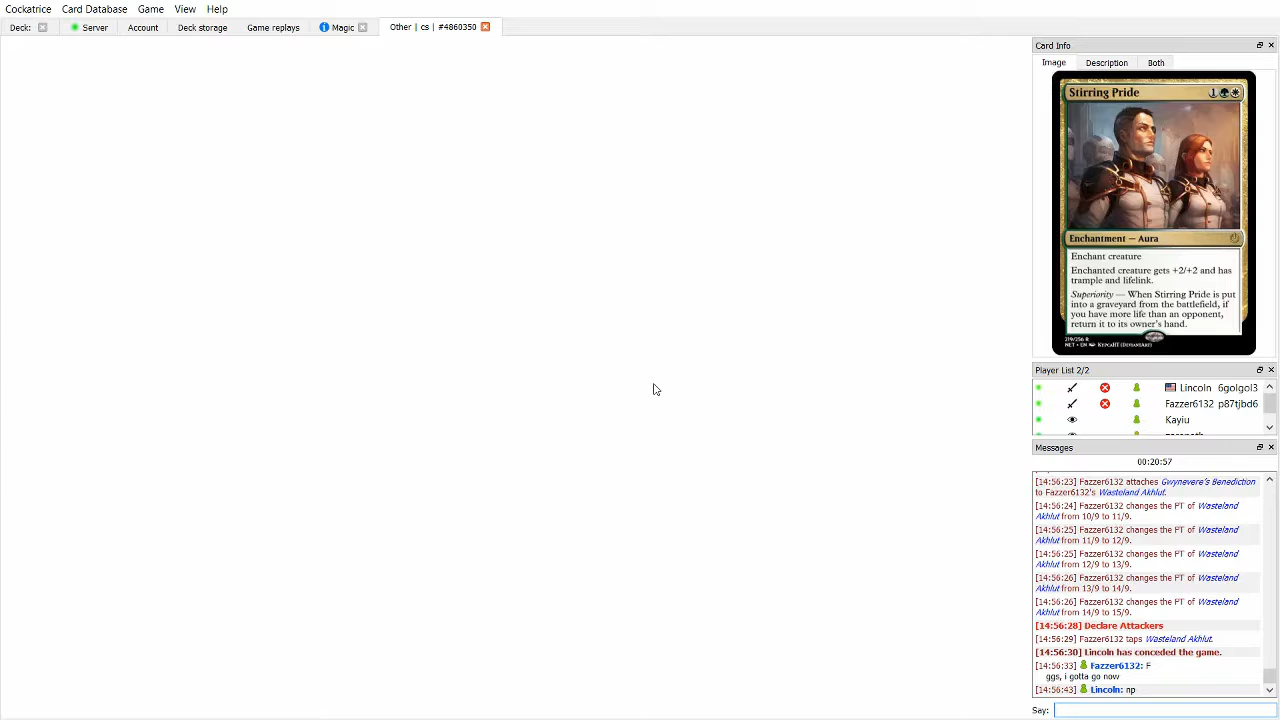 Cockatrice Card Database Game View Help
Deck: Server Account Deck storage Game replays Magic Other | cs | #4860350
Card Info
Image Description Both
Stirring Pride 1
Enchantment — Aura
Enchant creature
Enchanted creature gets +2/+2 and has
trample and lifelink.
Superiority — When Stirring Pride is put
into a graveyard from the battlefield, if
you have more life than an opponent,
return it to its owner's hand.
219/256 R
NET • EN KYPCAHT (DEVIANTART)
Player List 2/2
Lincoln 6golgol3
Fazzer6132 p87tjbd6
Kayiu
Messages
00:20:57
[14:56:23] Fazzer6132 attaches Gwynevere's Benediction
to Fazzer6132's Wasteland Akhlut.
[14:56:24] Fazzer6132 changes the PT of Wasteland
Akhlut from 10/9 to 11/9.
[14:56:25] Fazzer6132 changes the PT of Wasteland
Akhlut from 11/9 to 12/9.
[14:56:25] Fazzer6132 changes the PT of Wasteland
Akhlut from 12/9 to 13/9.
[14:56:26] Fazzer6132 changes the PT of Wasteland
Akhlut from 13/9 to 14/9.
[14:56:26] Fazzer6132 changes the PT of Wasteland
Akhlut from 14/9 to 15/9.
[14:56:28] Declare Attackers
[14:56:29] Fazzer6132 taps Wasteland Akhlut.
[14:56:30] Lincoln has conceded the game.
[14:56:33] Fazzer6132: F
ggs, i gotta go now
[14:56:43] Lincoln: np
Say: